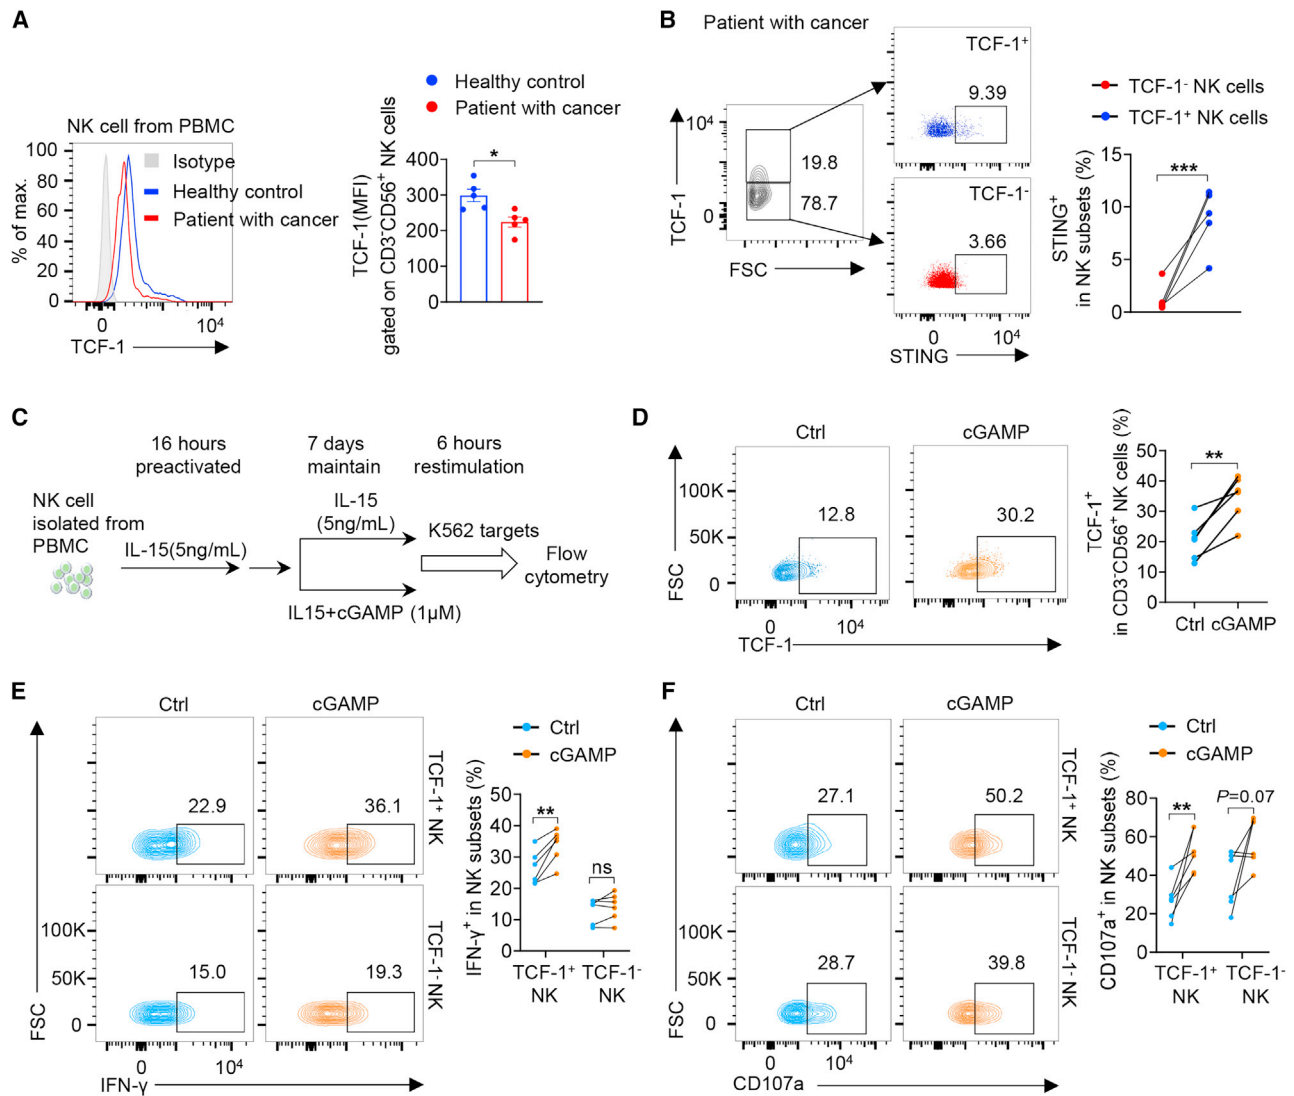 A
NK cell from PBMC
Isotype
Healthy control
Patient with cancer
% of max.
100
80
60
40
20
0
0
10⁴
TCF-1
Healthy control
Patient with cancer
TCF-1(MFI)
gated on CD3⁻CD56⁺ NK cells
400
300
200
100
0
*
B
Patient with cancer
TCF-1
10⁴
0
FSC
19.8
78.7
TCF-1⁺
9.39
TCF-1⁻
3.66
0
10⁴
STING
TCF-1⁻ NK cells
TCF-1⁺ NK cells
STING⁺
in NK subsets (%)
15
10
5
0
***
C
16 hours
preactivated
7 days
maintain
6 hours
restimulation
NK cell
isolated from
PBMC
IL-15(5ng/mL)
IL-15
(5ng/mL)
IL15+cGAMP (1μM)
K562 targets
Flow
cytometry
D
Ctrl
cGAMP
FSC
100K
50K
0
12.8
30.2
0
10⁴
TCF-1
TCF-1⁺
in CD3⁻CD56⁺ NK cells (%)
50
40
30
20
10
0
**
Ctrl cGAMP
E
Ctrl
cGAMP
22.9
36.1
TCF-1⁺ NK
15.0
19.3
TCF-1⁻ NK
100K
50K
0
FSC
0
10⁴
IFN-γ
Ctrl
cGAMP
IFN-γ⁺ in NK subsets (%)
50
40
30
20
10
0
**
ns
TCF-1⁺ TCF-1⁻
NK NK
F
Ctrl
cGAMP
27.1
50.2
TCF-1⁺ NK
28.7
39.8
TCF-1⁻ NK
100K
50K
0
FSC
0
10⁴
CD107a
Ctrl
cGAMP
CD107a⁺ in NK subsets (%)
80
60
40
20
0
**
P=0.07
TCF-1⁺ TCF-1⁻
NK NK